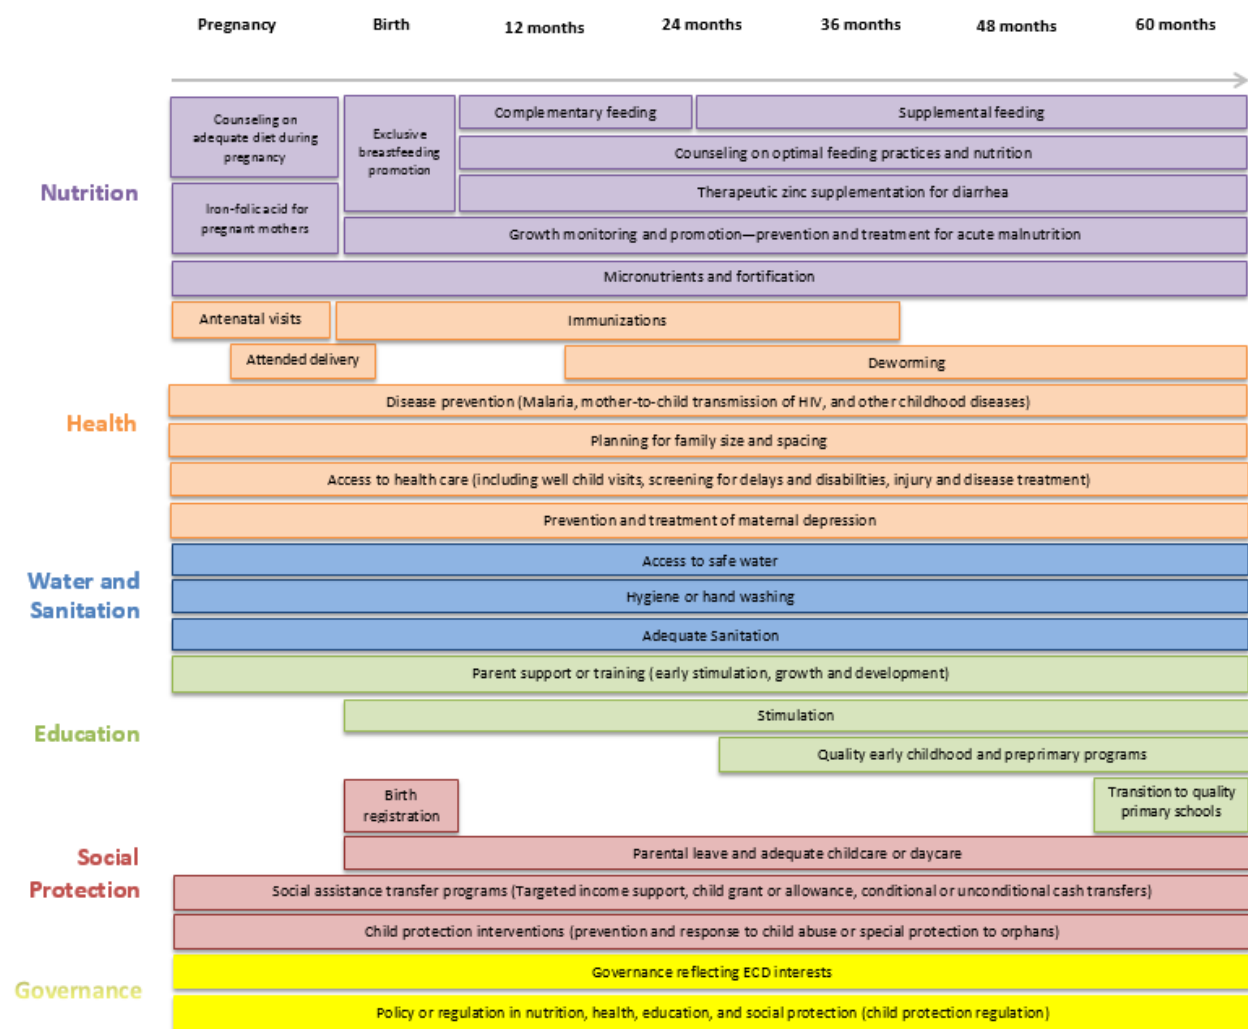 Pregnancy
Birth
12 months
24 months
36 months
48 months
60 months
Nutrition
Counseling on
adequate diet during
pregnancy
Exclusive
breastfeeding
promotion
Complementary feeding
Supplemental feeding
Counseling on optimal feeding practices and nutrition
Therapeutic zinc supplementation for diarrhea
Iron-folic acid for
pregnant mothers
Growth monitoring and promotion—prevention and treatment for acute malnutrition
Micronutrients and fortification
Health
Antenatal visits
Immunizations
Attended delivery
Deworming
Disease prevention (Malaria, mother-to-child transmission of HIV, and other childhood diseases)
Planning for family size and spacing
Access to health care (including well child visits, screening for delays and disabilities, injury and disease treatment)
Prevention and treatment of maternal depression
Water and
Sanitation
Access to safe water
Hygiene or hand washing
Adequate Sanitation
Education
Parent support or training (early stimulation, growth and development)
Stimulation
Quality early childhood and preprimary programs
Transition to quality
primary schools
Social
Protection
Birth
registration
Parental leave and adequate childcare or daycare
Social assistance transfer programs (Targeted income support, child grant or allowance, conditional or unconditional cash transfers)
Child protection interventions (prevention and response to child abuse or special protection to orphans)
Governance
Governance reflecting ECD interests
Policy or regulation in nutrition, health, education, and social protection (child protection regulation)